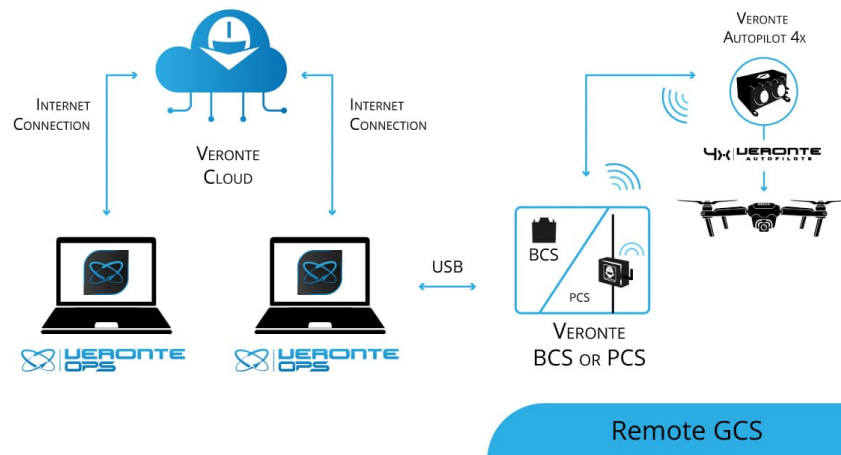 VERONTE
AUTOPILOT 4X
INTERNET
CONNECTION
INTERNET
CONNECTION
VERONTE
CLOUD
4X VERONTE
AUTOPILOTS
BCS
PCS
USB
VERONTE
BCS OR PCS
VERONTE
OPS
VERONTE
OPS
Remote GCS